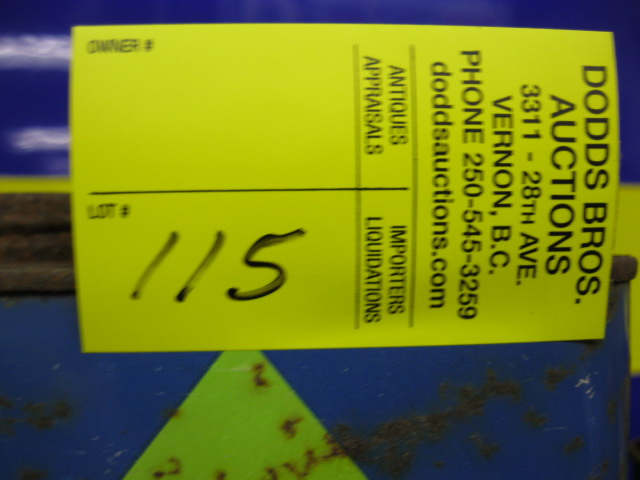 DODDS BROS.
AUCTIONS
3311 - 28TH AVE.
VERNON, B.C.
PHONE 250-545-3259
doddsauctions.com
ANTIQUES IMPORTERS
APPRAISALS LIQUIDATIONS
OWNER #
LOT #
115